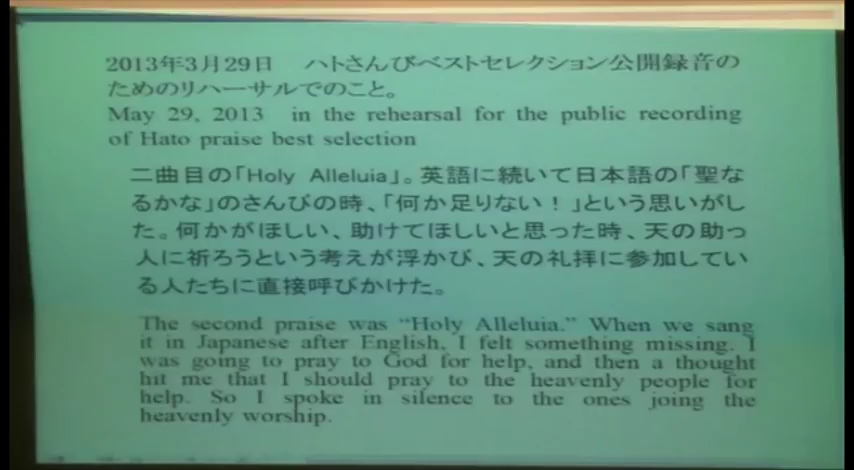 2013年3月29日　ハトさんびベストセレクション公開録音の
ためのリハーサルでのこと。
May 29, 2013 in the rehearsal for the public recording
of Hato praise best selection
二曲目の「Holy Alleluia」。英語に続いて日本語の「聖な
るかな」のさんびの時、「何か足りない！」という思いがし
た。何かがほしい、助けてほしいと思った時、天の助っ
人に祈ろうという考えが浮かび、天の礼拝に参加してい
る人たちに直接呼びかけた。
The second praise was “Holy Alleluia.” When we sang
it in Japanese after English, I felt something missing. I
was going to pray to God for help, and then a thought
hit me that I should pray to the heavenly people for
help. So I spoke in silence to the ones joing the
heavenly worship.